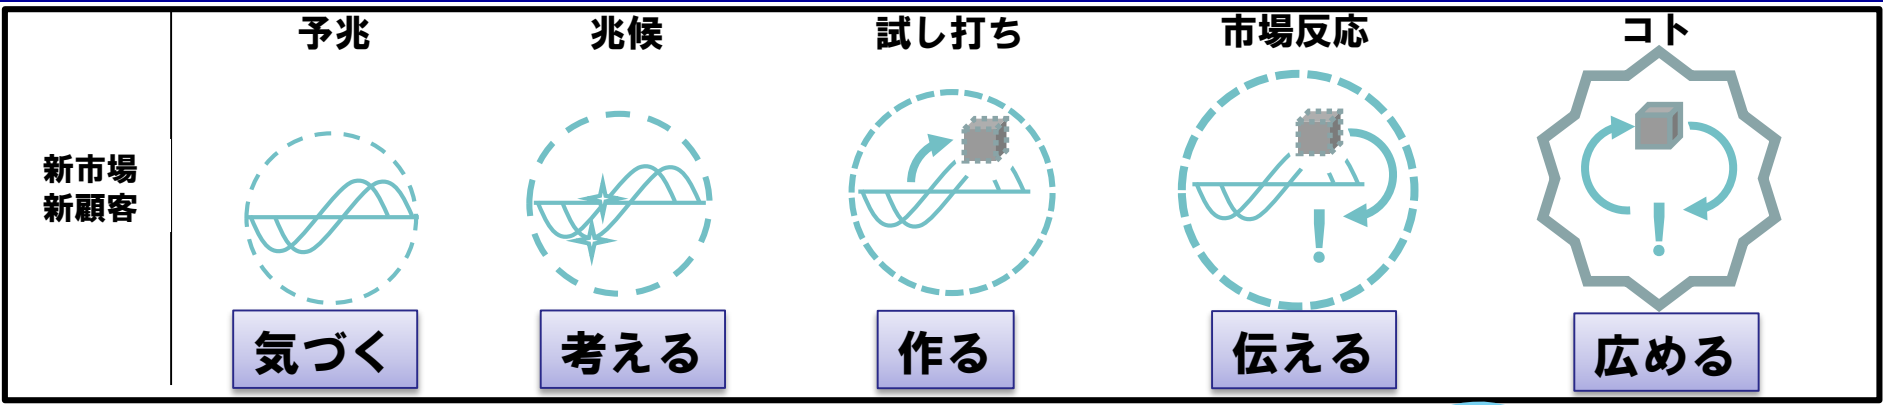 予兆
兆候
試し打ち
市場反応
コト
新市場
新顧客
気づく
考える
作る
伝える
広める